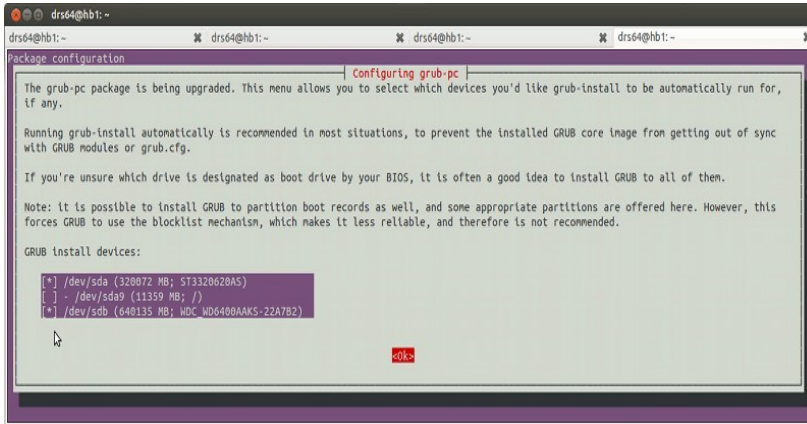 drs64@hb1: ~
drs64@hb1: ~ ✖ drs64@hb1: ~ ✖ drs64@hb1: ~ ✖ drs64@hb1: ~
Package configuration
Configuring grub-pc
The grub-pc package is being upgraded. This menu allows you to select which devices you'd like grub-install to be automatically run for,
if any.
Running grub-install automatically is recommended in most situations, to prevent the installed GRUB core image from getting out of sync
with GRUB modules or grub.cfg.
If you're unsure which drive is designated as boot drive by your BIOS, it is often a good idea to install GRUB to all of them.
Note: it is possible to install GRUB to partition boot records as well, and some appropriate partitions are offered here. However, this
forces GRUB to use the blocklist mechanism, which makes it less reliable, and therefore is not recommended.
GRUB install devices:
[*] /dev/sda (320072 MB; ST3320620AS)
[ ] - /dev/sda9 (11359 MB; /)
[*] /dev/sdb (640135 MB; WDC_WD6400AAKS-22A7B2)
<Ok>